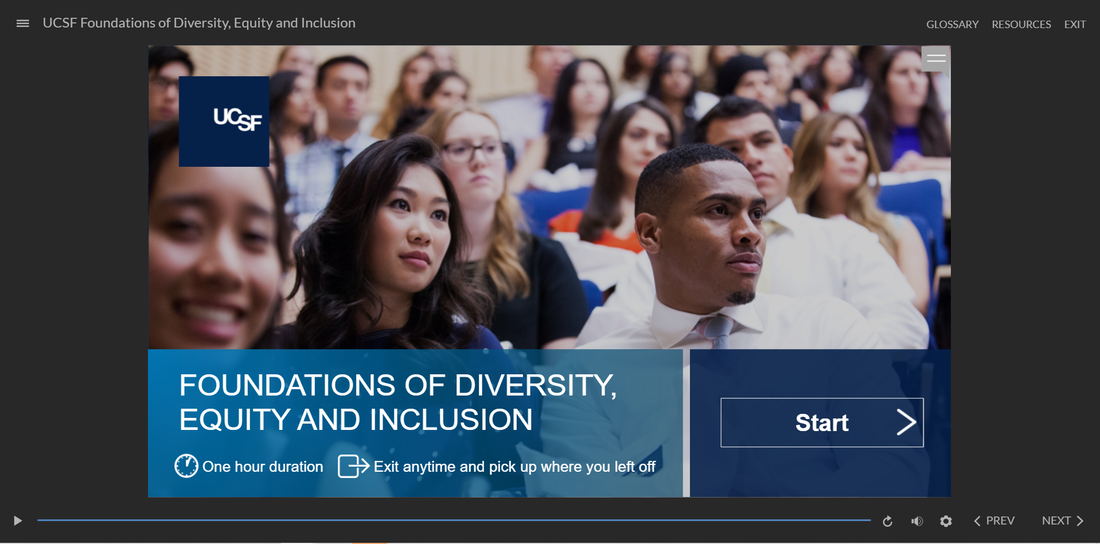 UCSF Foundations of Diversity, Equity and Inclusion
GLOSSARY RESOURCES EXIT
UCSF
FOUNDATIONS OF DIVERSITY,
EQUITY AND INCLUSION
One hour duration Exit anytime and pick up where you left off
Start
PREV NEXT